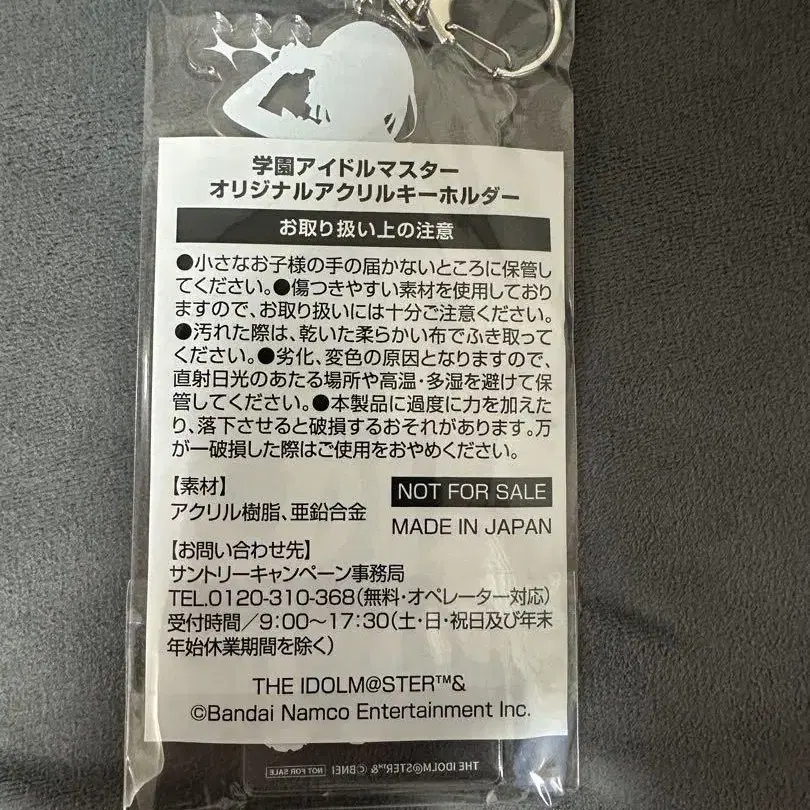 学園アイドルマスター
オリジナルアクリルキーホルダー
お取り扱い上の注意
●小さなお子様の手の届かないところに保管し
てください。●傷つきやすい素材を使用しており
ますので、お取り扱いには十分ご注意ください。
●汚れた際は、乾いた柔らかい布でふき取って
ください。●劣化、変色の原因となりますので、
直射日光のあたる場所や高温・多湿を避けて保
管してください。●本製品に過度に力を加えた
り、落下させると破損するおそれがあります。万
が一破損した際はご使用をおやめください。
【素材】
アクリル樹脂、亜鉛合金
NOT FOR SALE
MADE IN JAPAN
【お問い合わせ先】
サントリーキャンペーン事務局
TEL.0120-310-368(無料・オペレーター対応)
受付時間/9:00〜17:30(土・日・祝日及び年末
年始休業期間を除く)
THE IDOLM@STER™&
©Bandai Namco Entertainment Inc.
THE IDOLM@STER™& ©BNEI NOT FOR SALE